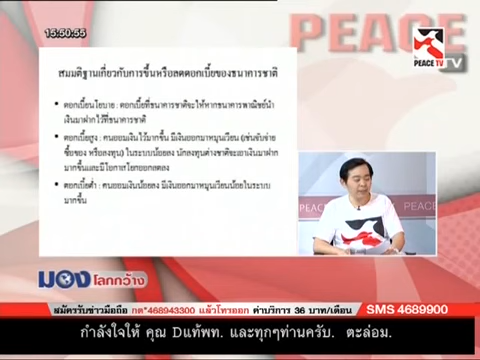 15:50:55
PEACE
PEACE TV
TV
สมมติฐานเกี่ยวกับการขึ้นหรือลดดอกเบี้ยของธนาคารชาติ
• ดอกเบี้ยนโยบาย : ดอกเบี้ยที่ธนาคารชาติจะให้หากธนาคารพาณิชย์นำ
เงินมาฝากไว้ที่ธนาคารชาติ
• ดอกเบี้ยสูง : คนออมเงินไว้มากขึ้น มีเงินออกมาหมุนเวียน (เช่นจับจ่าย
ซื้อของ หรือลงทุน) ในระบบน้อยลง นักลงทุนต่างชาติจะเอาเงินมาฝาก
มากขึ้นและมีโอกาสโยกออกลดลง
• ดอกเบี้ยต่ำ : คนออมเงินน้อยลง มีเงินออกมาหมุนเวียนน้อยในระบบ
มากขึ้น
PEACE
PEACE
มองโลกกว้าง
สมัครรับข่าวมือถือ กด*468943300 แล้วโทรออก ค่าบริการ 36 บาท/เดือน SMS 4689900
กำลังใจให้ คุณ Dแท้พท. และทุกๆท่านครับ. ตะล่อม.